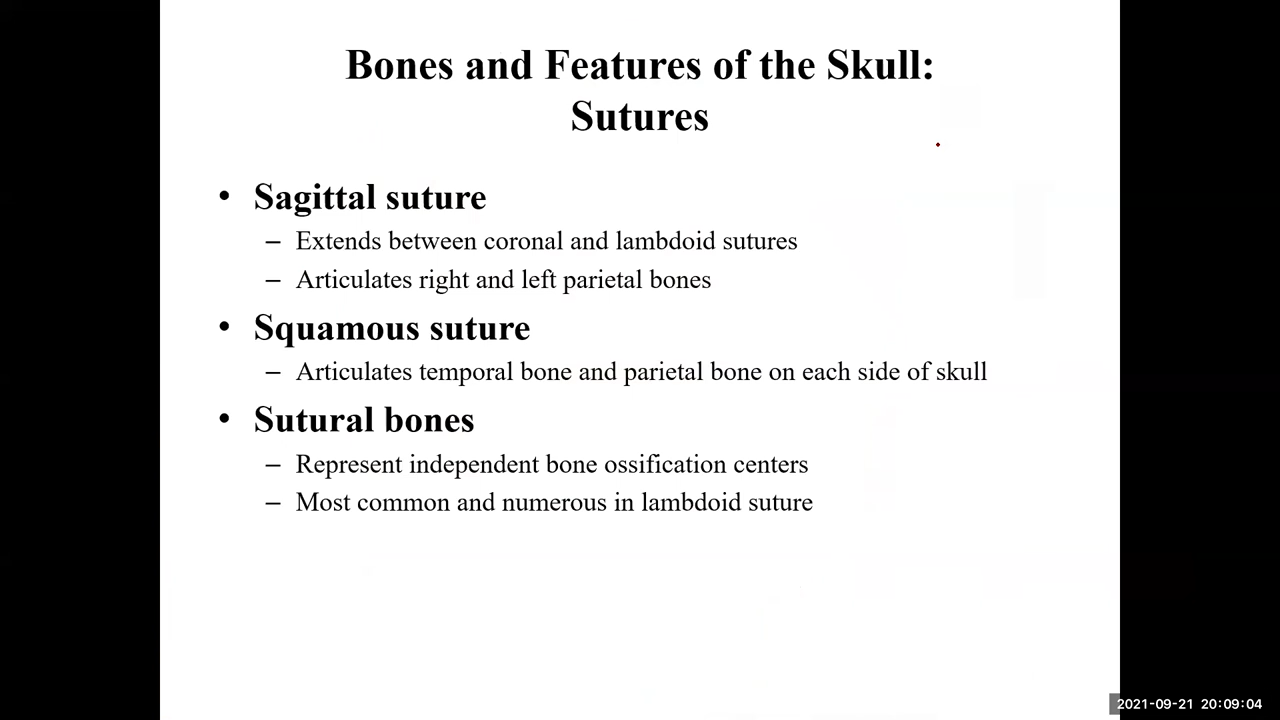 Bones and Features of the Skull:
Sutures
• Sagittal suture
– Extends between coronal and lambdoid sutures
– Articulates right and left parietal bones
• Squamous suture
– Articulates temporal bone and parietal bone on each side of skull
• Sutural bones
– Represent independent bone ossification centers
– Most common and numerous in lambdoid suture
2021-09-21 20:09:04